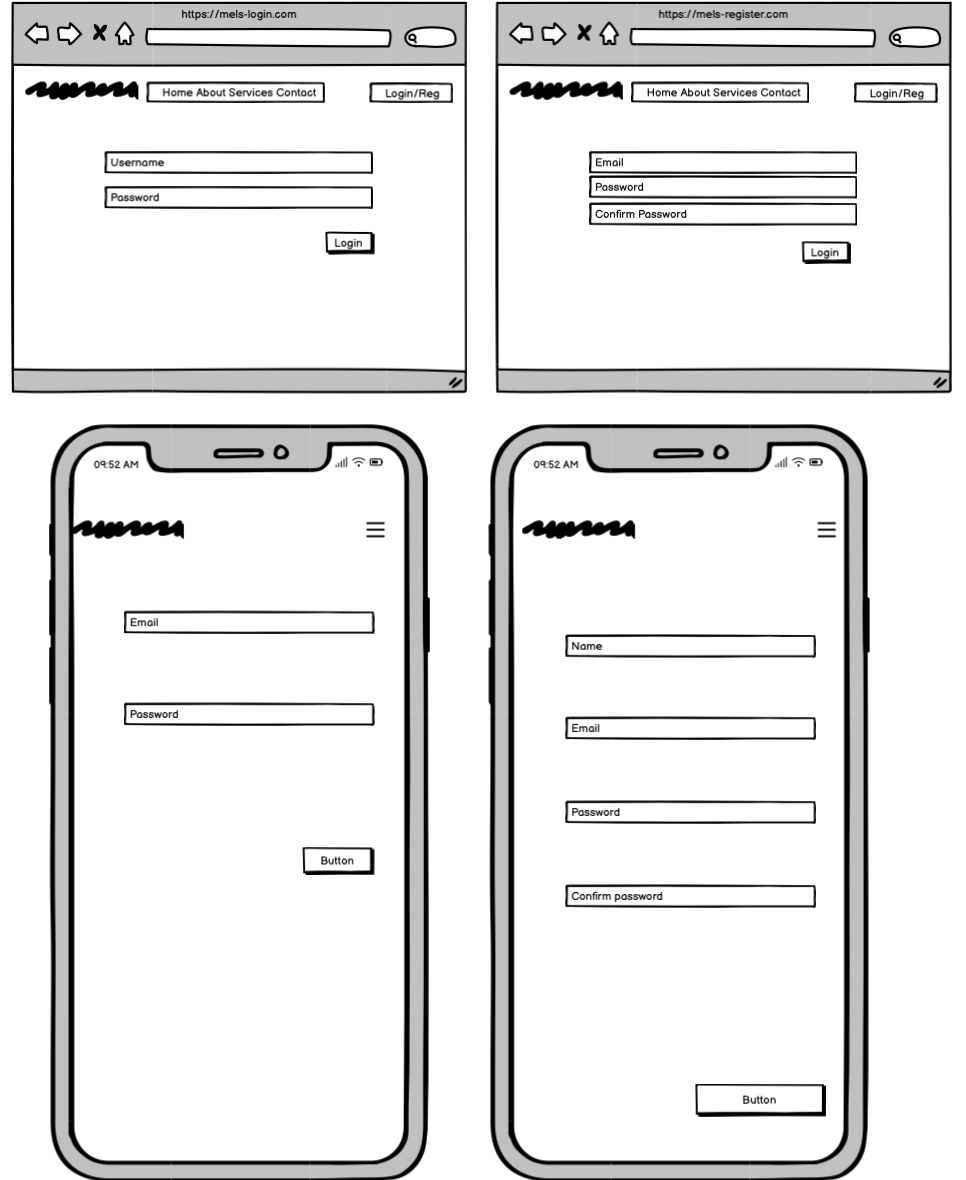 https://mels-login.com
Home About Services Contact
Login/Reg
Username
Password
Login
https://mels-register.com
Home About Services Contact
Login/Reg
Email
Password
Confirm Password
Login
09:52 AM
Email
Password
Button
09:52 AM
Name
Email
Password
Confirm password
Button